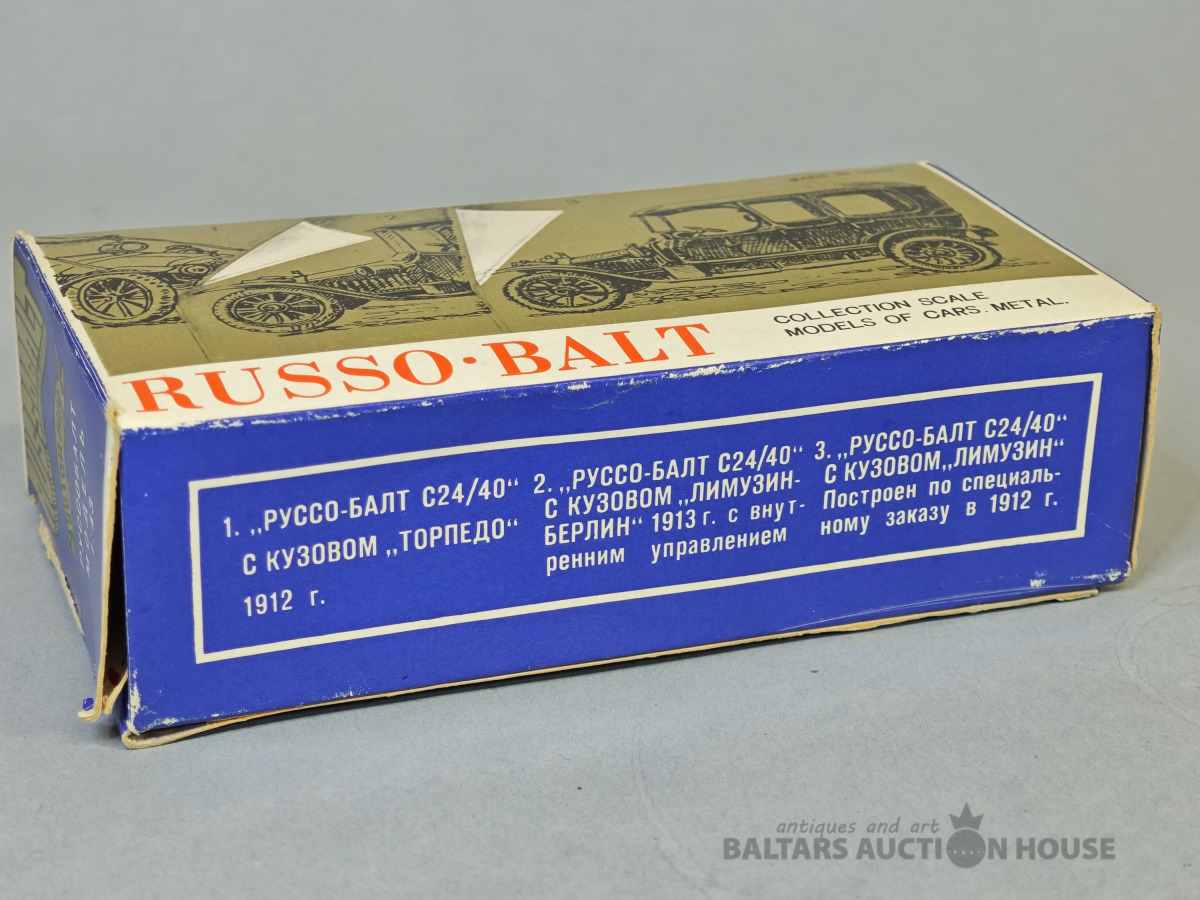 RUSSO·BALT
COLLECTION SCALE
MODELS OF CARS. METAL.
1. „РУССО-БАЛТ С24/40“
С КУЗОВОМ „ТОРПЕДО“
1912 г.
2. „РУССО-БАЛТ С24/40“
С КУЗОВОМ „ЛИМУЗИН-
БЕРЛИН“ 1913 г. с внут-
ренним управлением
3. „РУССО-БАЛТ С24/40“
С КУЗОВОМ „ЛИМУЗИН“
Построен по специаль-
ному заказу в 1912 г.
antiques and art
BALTARS AUCTION HOUSE